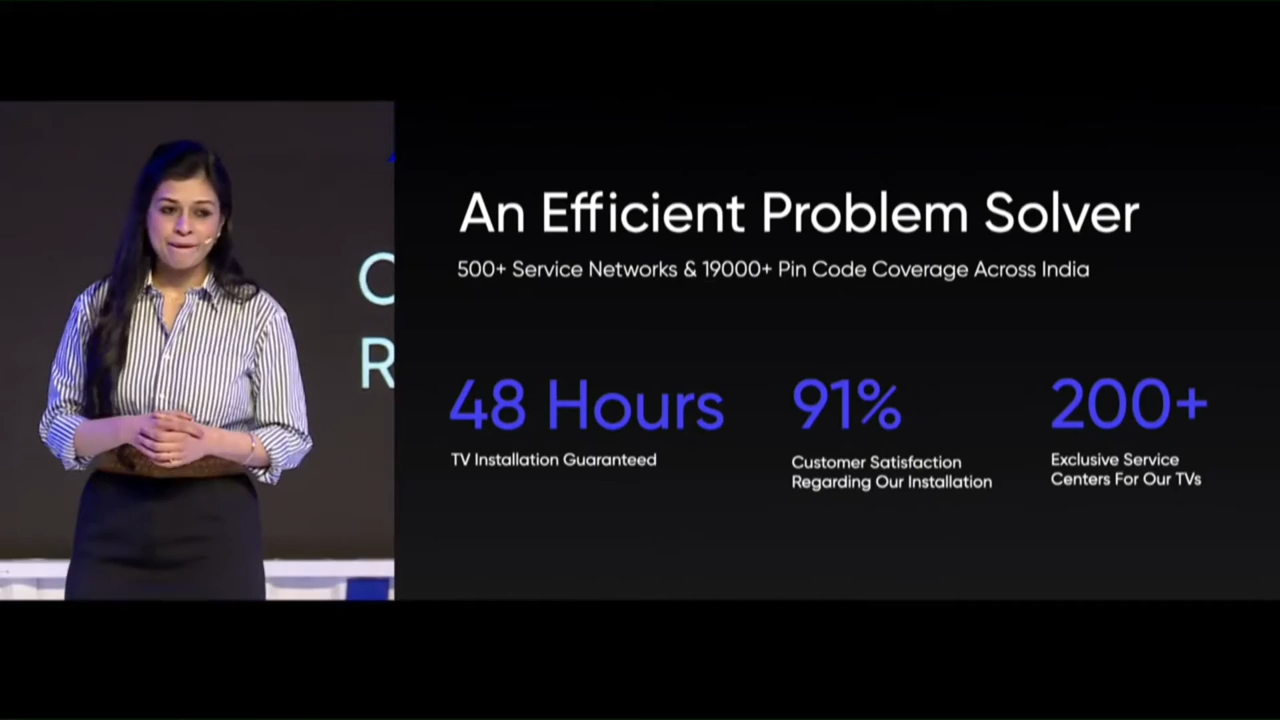 An Efficient Problem Solver
500+ Service Networks & 19000+ Pin Code Coverage Across India
48 Hours
TV Installation Guaranteed
91%
Customer Satisfaction
Regarding Our Installation
200+
Exclusive Service
Centers For Our TVs